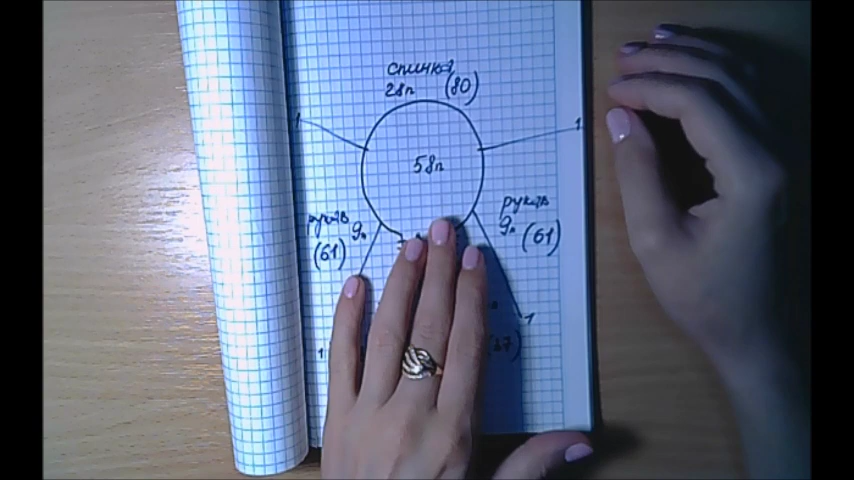 спинка
28п (80)
1
1
58п
рукав
9п
(61)
рукав
9п
(61)
1
1